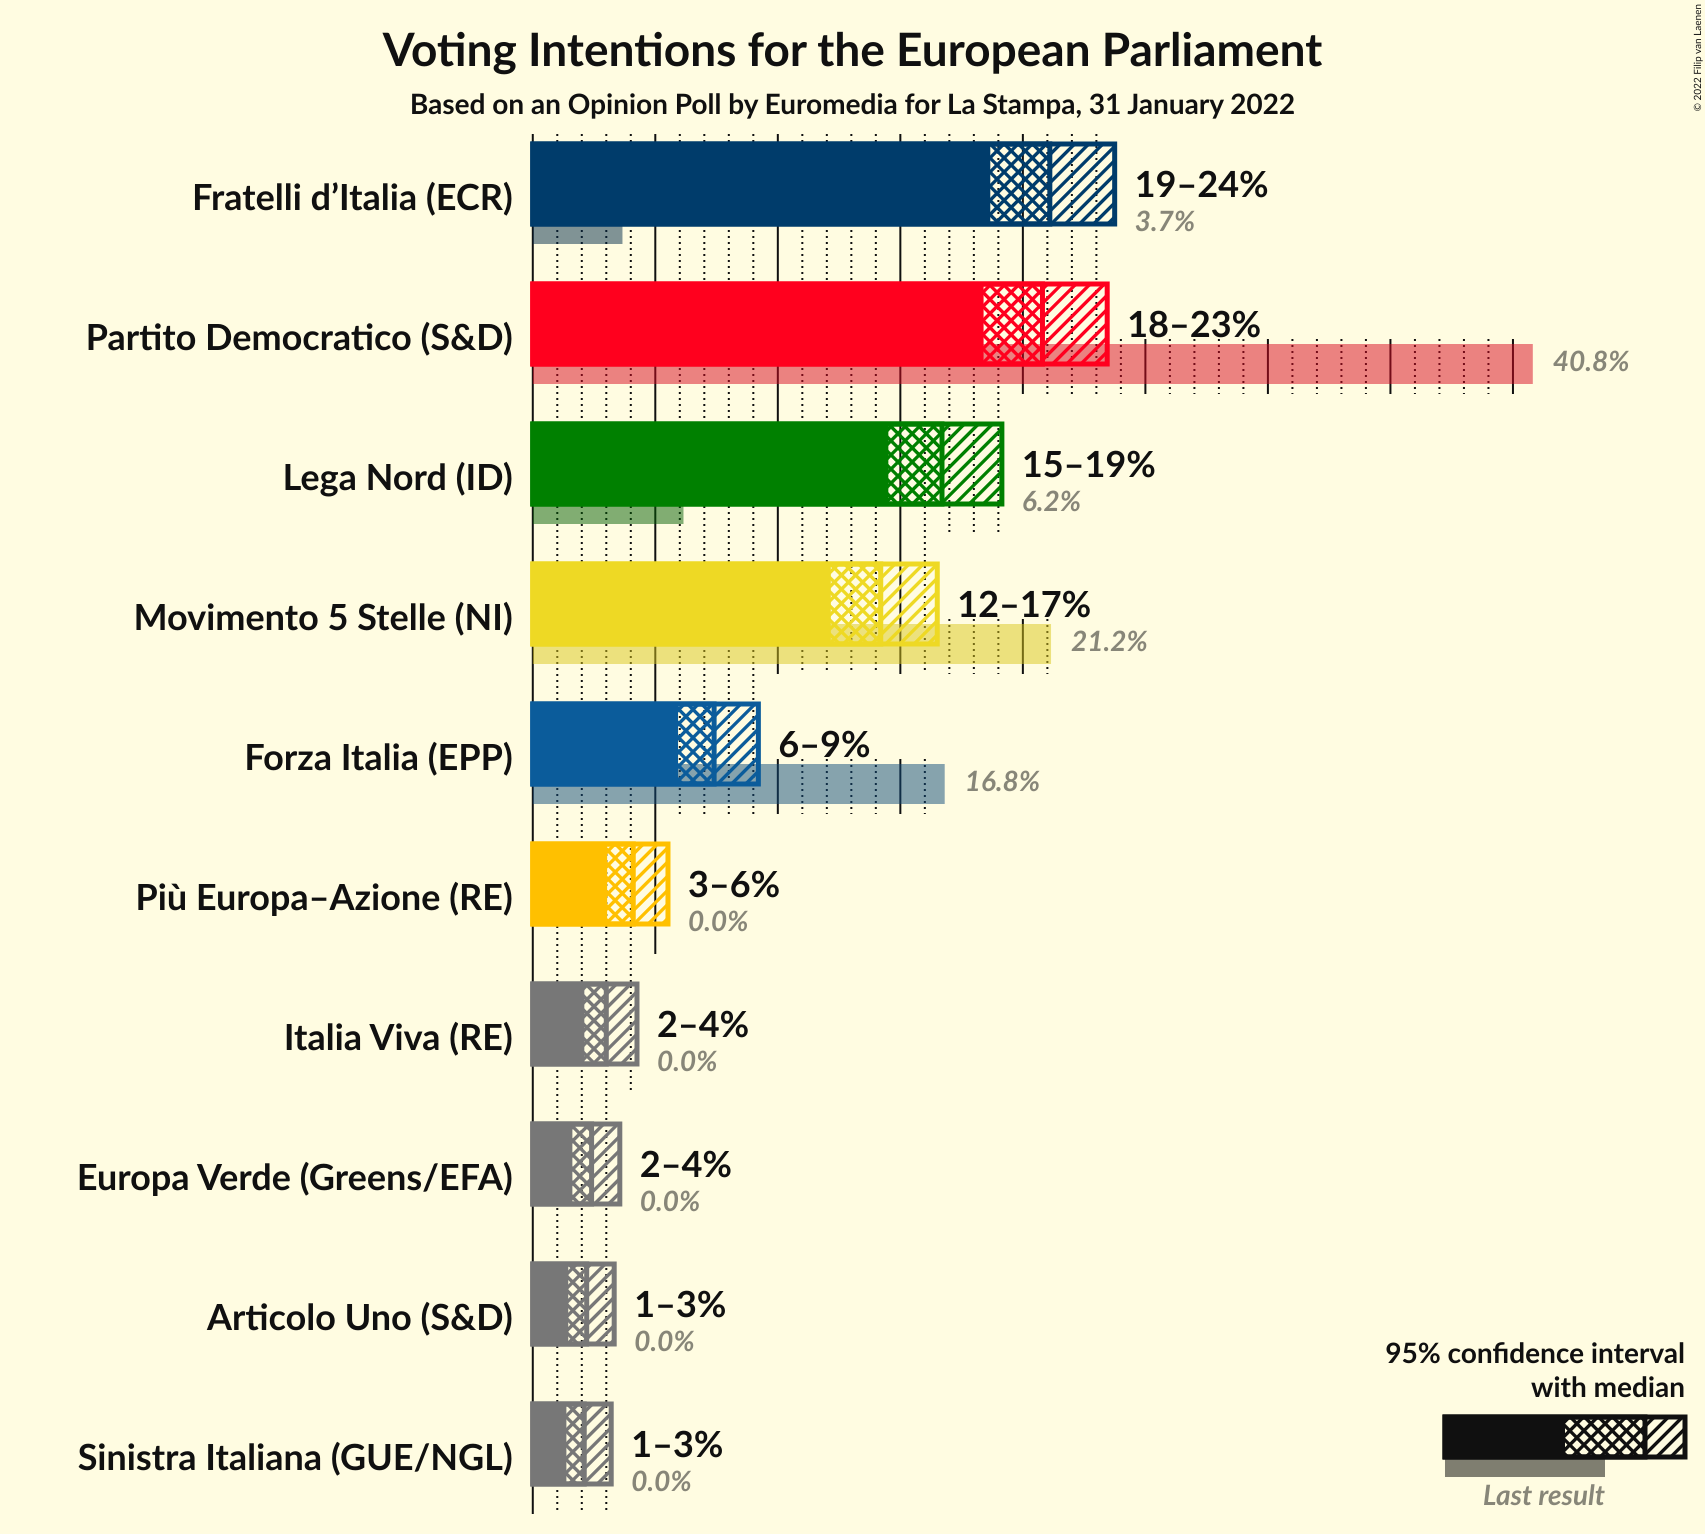 Voting Intentions for the European Parliament
Based on an Opinion Poll by Euromedia for La Stampa, 31 January 2022
© 2022 Filip van Laenen
Fratelli d’Italia (ECR)
19–24%
3.7%
Partito Democratico (S&D)
18–23%
40.8%
Lega Nord (ID)
15–19%
6.2%
Movimento 5 Stelle (NI)
12–17%
21.2%
Forza Italia (EPP)
6–9%
16.8%
Più Europa–Azione (RE)
3–6%
0.0%
Italia Viva (RE)
2–4%
0.0%
Europa Verde (Greens/EFA)
2–4%
0.0%
Articolo Uno (S&D)
1–3%
0.0%
Sinistra Italiana (GUE/NGL)
1–3%
0.0%
95% confidence interval
with median
Last result